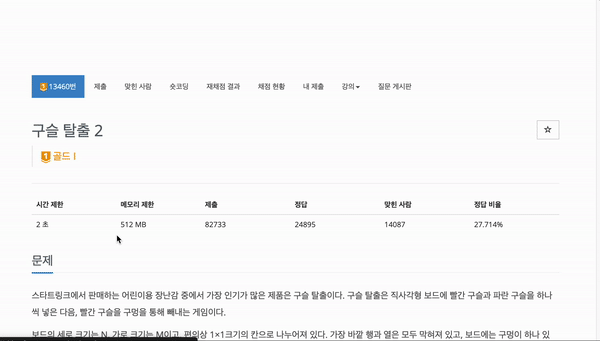 1 13460번 제출 맞힌 사람 숏코딩 재채점 결과 채점 현황 내 제출 강의 질문 게시판
구슬 탈출 2
1 골드 I
시간 제한 메모리 제한 제출 정답 맞힌 사람 정답 비율
2 초 512 MB 82733 24895 14087 27.714%
문제
스타트링크에서 판매하는 어린이용 장난감 중에서 가장 인기가 많은 제품은 구슬 탈출이다. 구슬 탈출은 직사각형 보드에 빨간 구슬과 파란 구슬을 하나
씩 넣은 다음, 빨간 구슬을 구멍을 통해 빼내는 게임이다.
보드의 세로 크기는 N, 가로 크기는 M이고, 편의상 1×1크기의 칸으로 나누어져 있다. 가장 바깥 행과 열은 모두 막혀져 있고, 보드에는 구멍이 하나 있